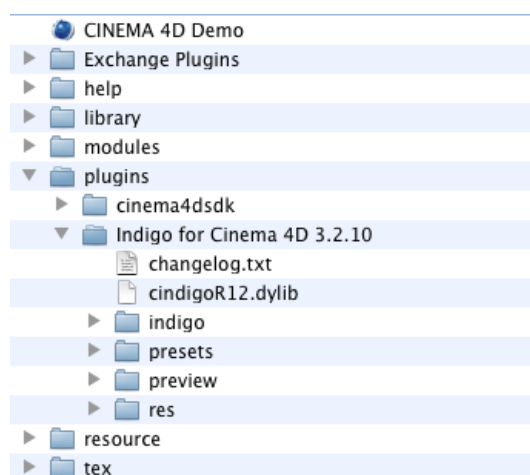 CINEMA 4D Demo
Exchange Plugins
help
library
modules
plugins
cinema4dsdk
Indigo for Cinema 4D 3.2.10
changelog.txt
cindigoR12.dylib
indigo
presets
preview
res
resource
tex